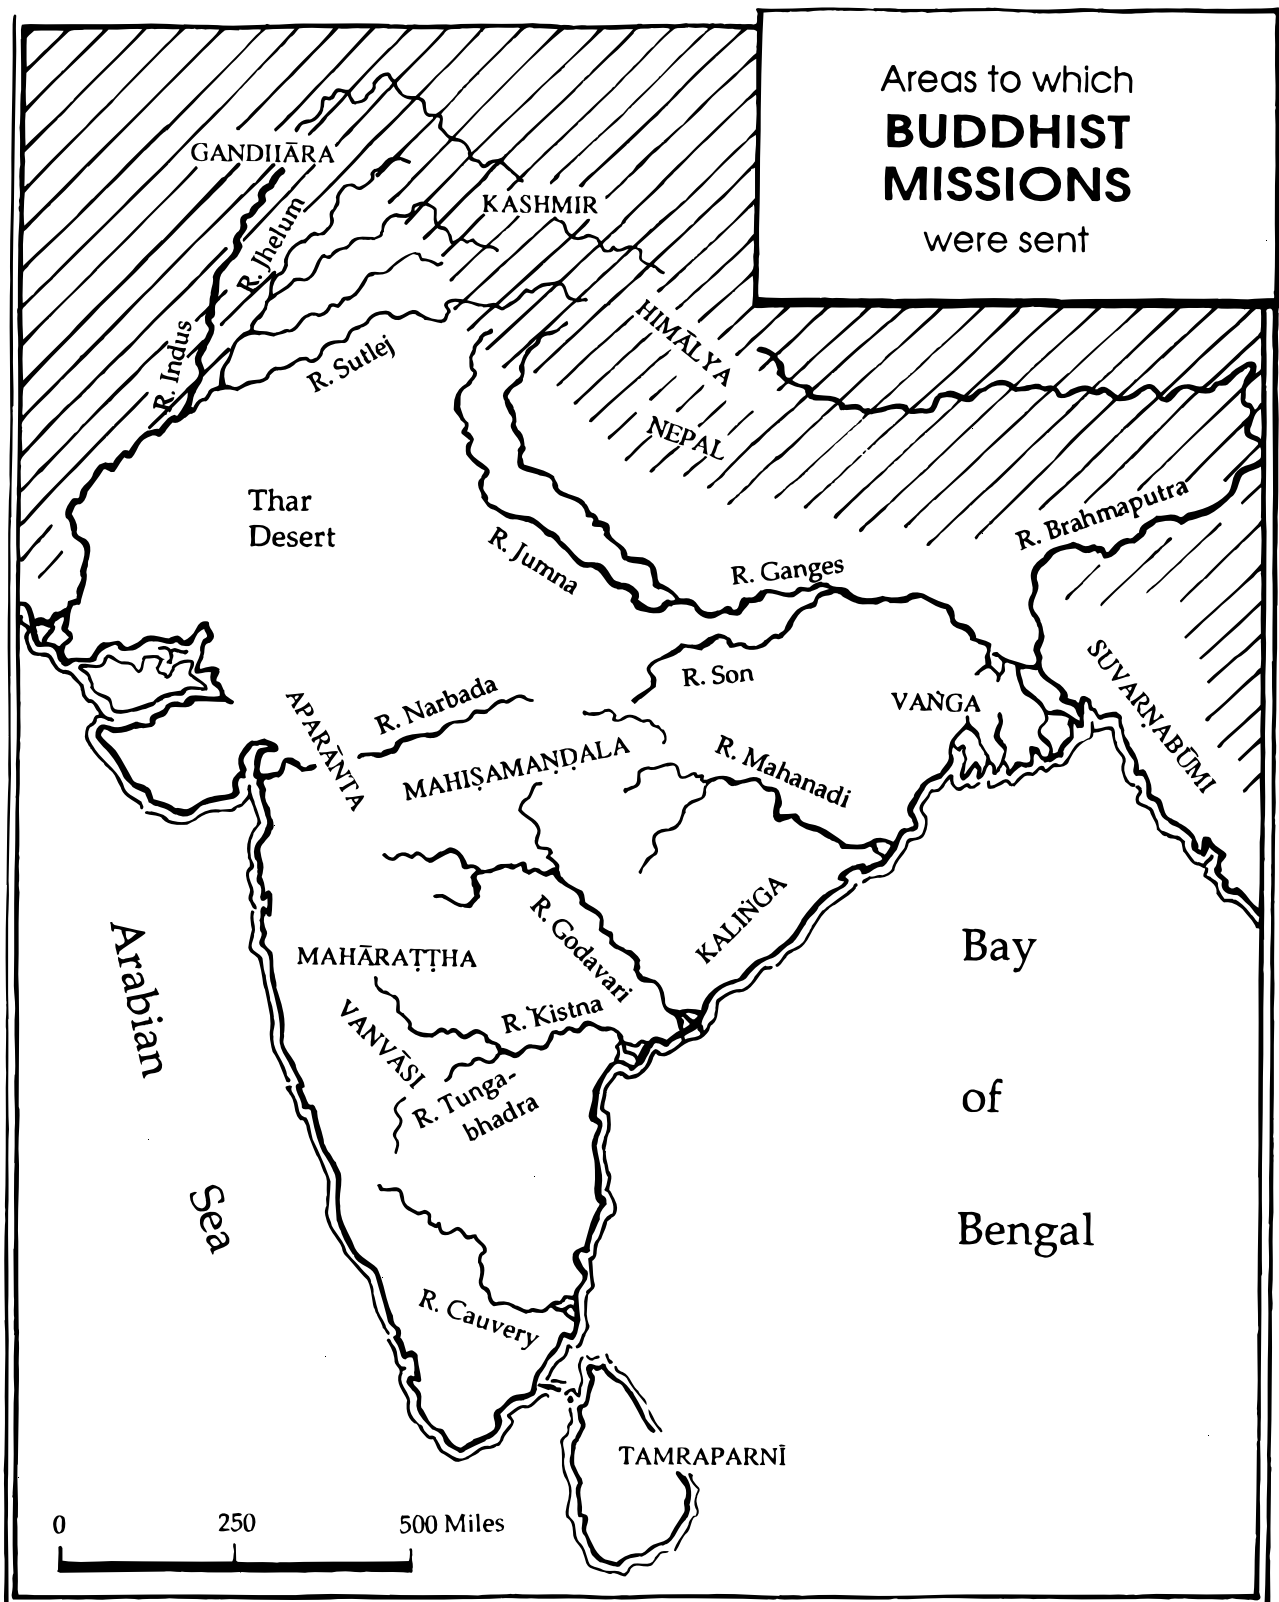 Areas to which
BUDDHIST
MISSIONS
were sent
GANDHĀRA
KASHMIR
R. Jhelum
R. Indus
R. Sutlej
HIMĀLYA
NEPAL
Thar
Desert
R. Jumna
R. Ganges
R. Brahmaputra
R. Son
SUVARṆABŪMI
VAṄGA
APARĀNTA
R. Narbada
MAHIṢAMAṆḌALA
R. Mahanadi
R. Godavari
KALIṄGA
MAHĀRAṬṬHA
VANVĀSI
R. Kistna
R. Tunga-
bhadra
Arabian
Sea
Bay
of
Bengal
R. Cauvery
TAMRAPARNĪ
0 250 500 Miles